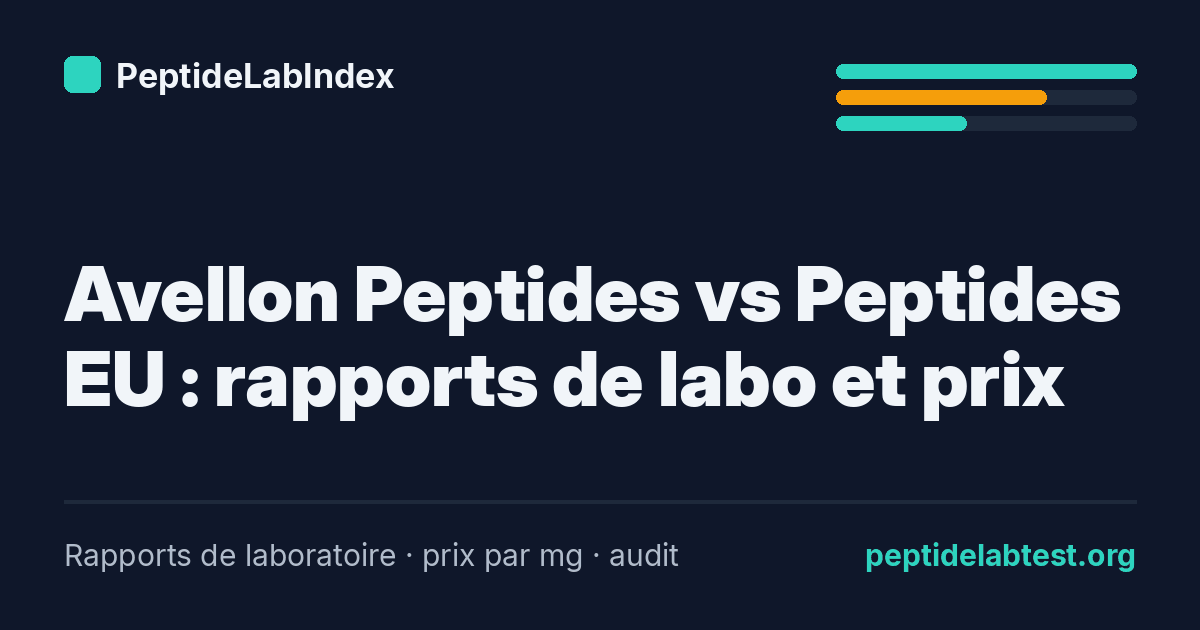 PeptideLabIndex
Avellon Peptides vs Peptides
EU : rapports de labo et prix
Rapports de laboratoire · prix par mg · audit
peptidelabtest.org